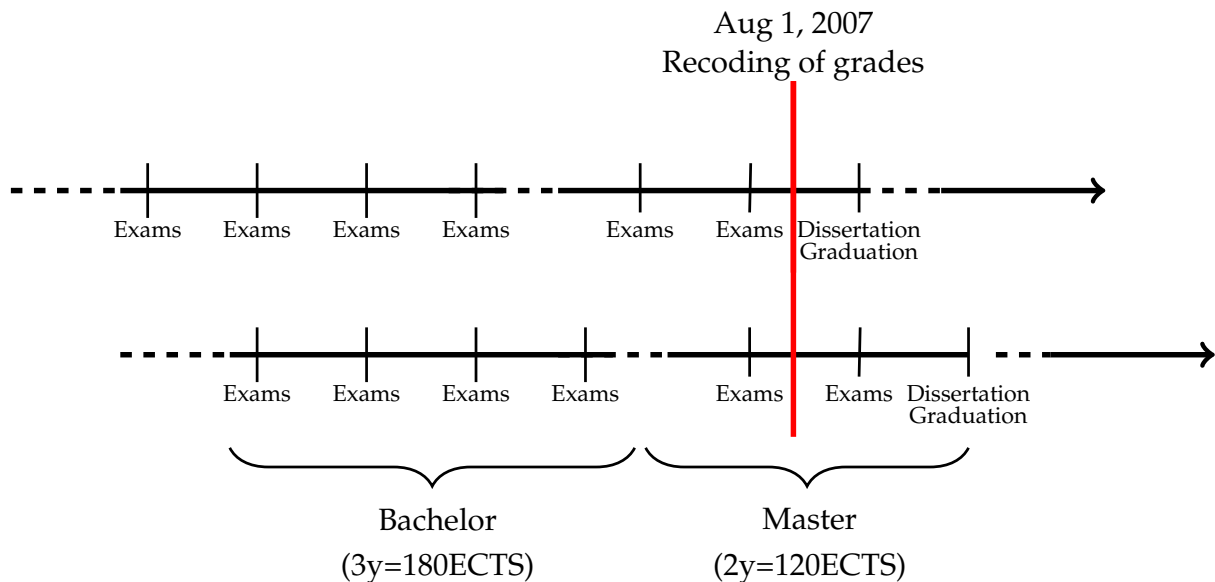 Aug 1, 2007
Recoding of grades
Exams Exams Exams Exams Exams Exams Dissertation
Graduation
Exams Exams Exams Exams Exams Exams Dissertation
Graduation
Bachelor Master
(3y=180ECTS) (2y=120ECTS)